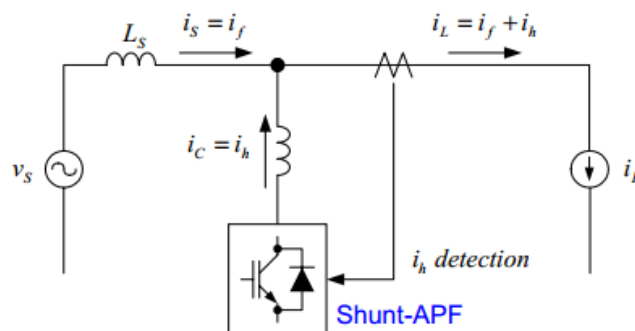 L_S
i_S = i_f
i_L = i_f + i_h
i_C = i_h
v_S
i_h detection
Shunt-APF